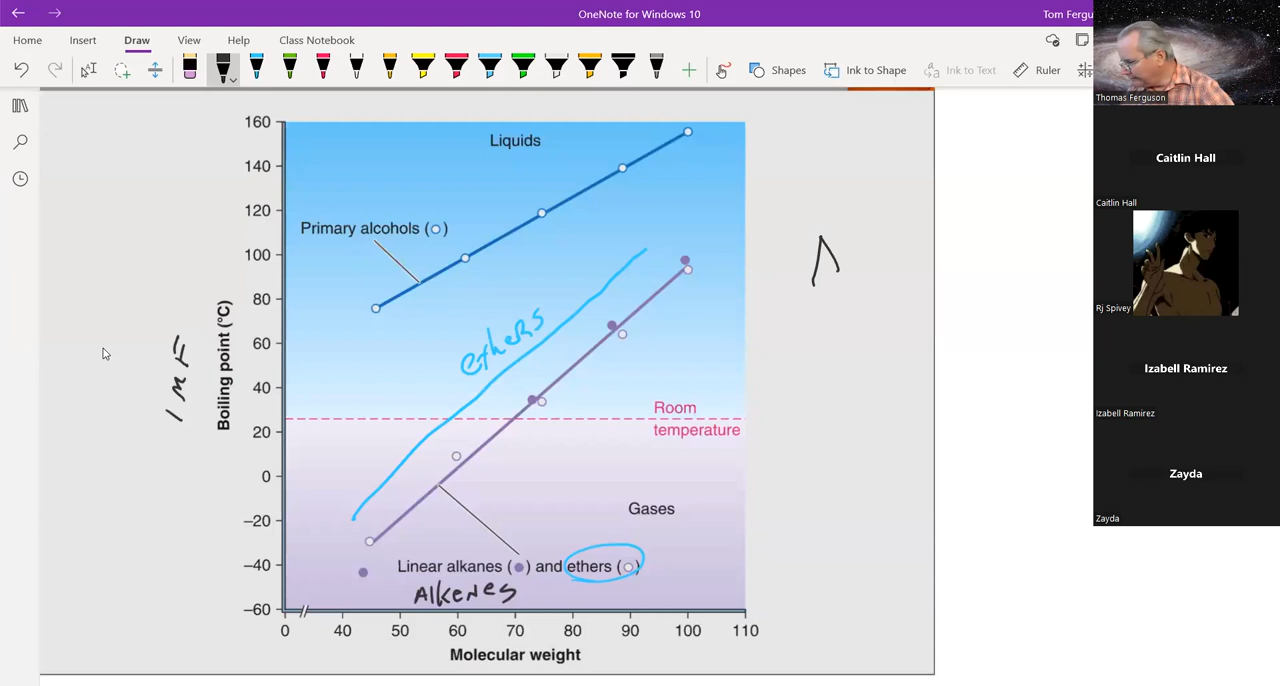 OneNote for Windows 10
Tom Fergu
Home Insert Draw View Help Class Notebook
Shapes Ink to Shape Ink to Text Ruler
Thomas Ferguson
Caitlin Hall
Caitlin Hall
Rj Spivey
Izabell Ramirez
Izabell Ramirez
Zayda
Zayda
160
140
120
100
80
60
40
20
0
−20
−40
−60
Boiling point (°C)
IMF
Liquids
Primary alcohols ( )
ethers
Room
temperature
Gases
Linear alkanes ( ) and ethers ( )
Alkenes
0 40 50 60 70 80 90 100 110
Molecular weight